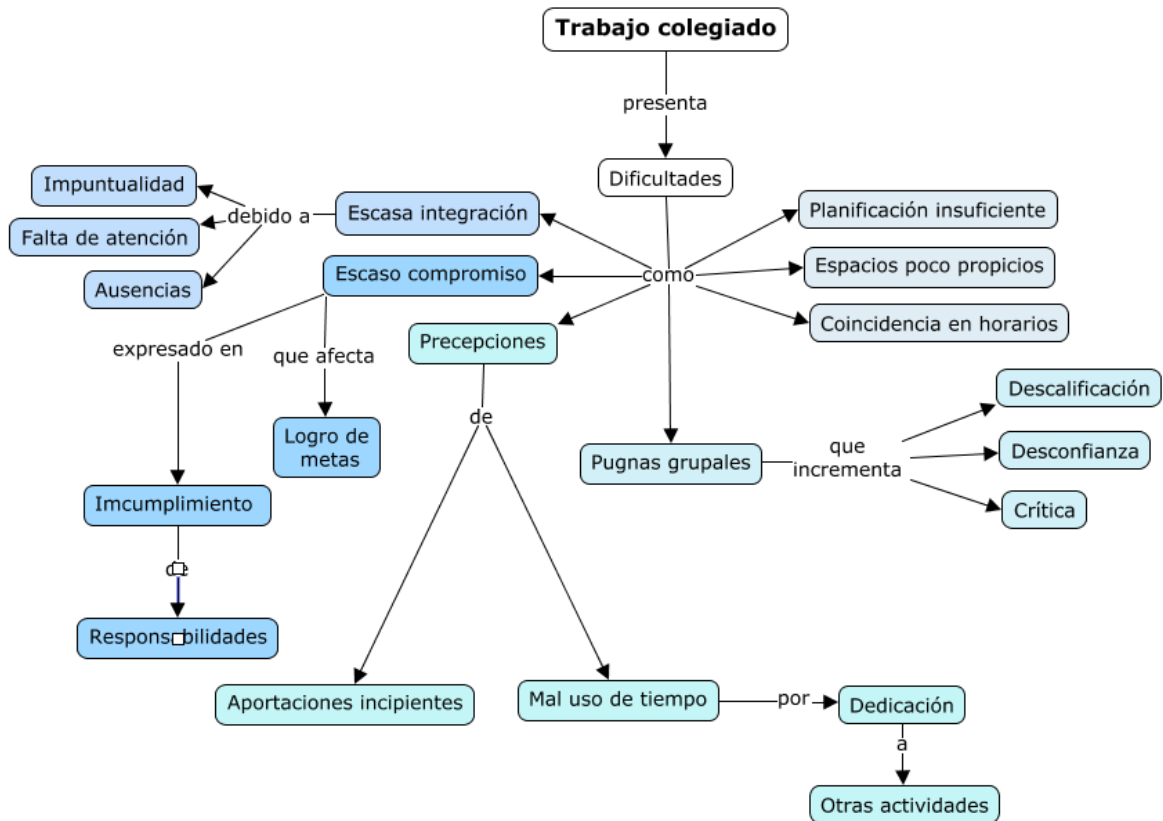 Trabajo colegiado
presenta
Dificultades
Impuntualidad
debido a
Escasa integración
Planificación insuficiente
Falta de atención
Escaso compromiso
como
Espacios poco propicios
Ausencias
Coincidencia en horarios
expresado en
que afecta
Precepciones
Descalificación
de
Logro de
metas
Pugnas grupales
que
incrementa
Desconfianza
Imcumplimiento
Crítica
de
Responsabilidades
Aportaciones incipientes
Mal uso de tiempo
por
Dedicación
a
Otras actividades